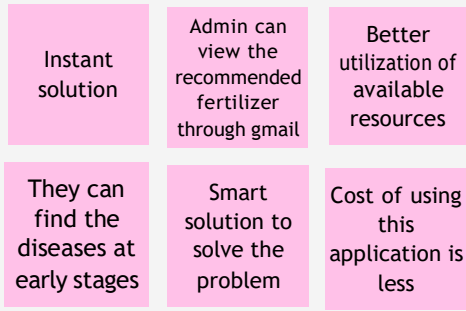 Instant
solution
Admin can
view the
recommended
fertilizer
through gmail
Better
utilization of
available
resources
They can
find the
diseases at
early stages
Smart
solution to
solve the
problem
Cost of using
this
application is
less